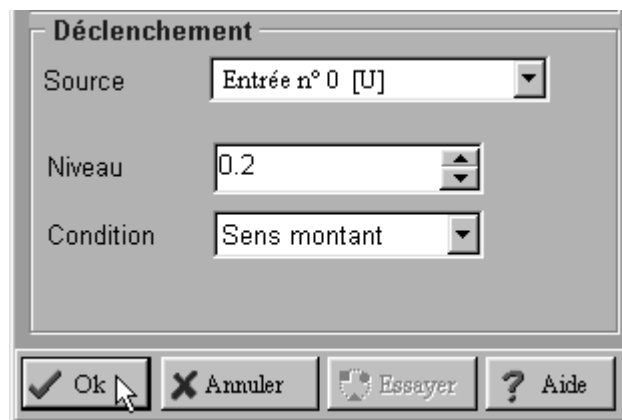 Déclenchement
Source Entrée n° 0 [U]
Niveau 0.2
Condition Sens montant
Ok Annuler Essayer Aide